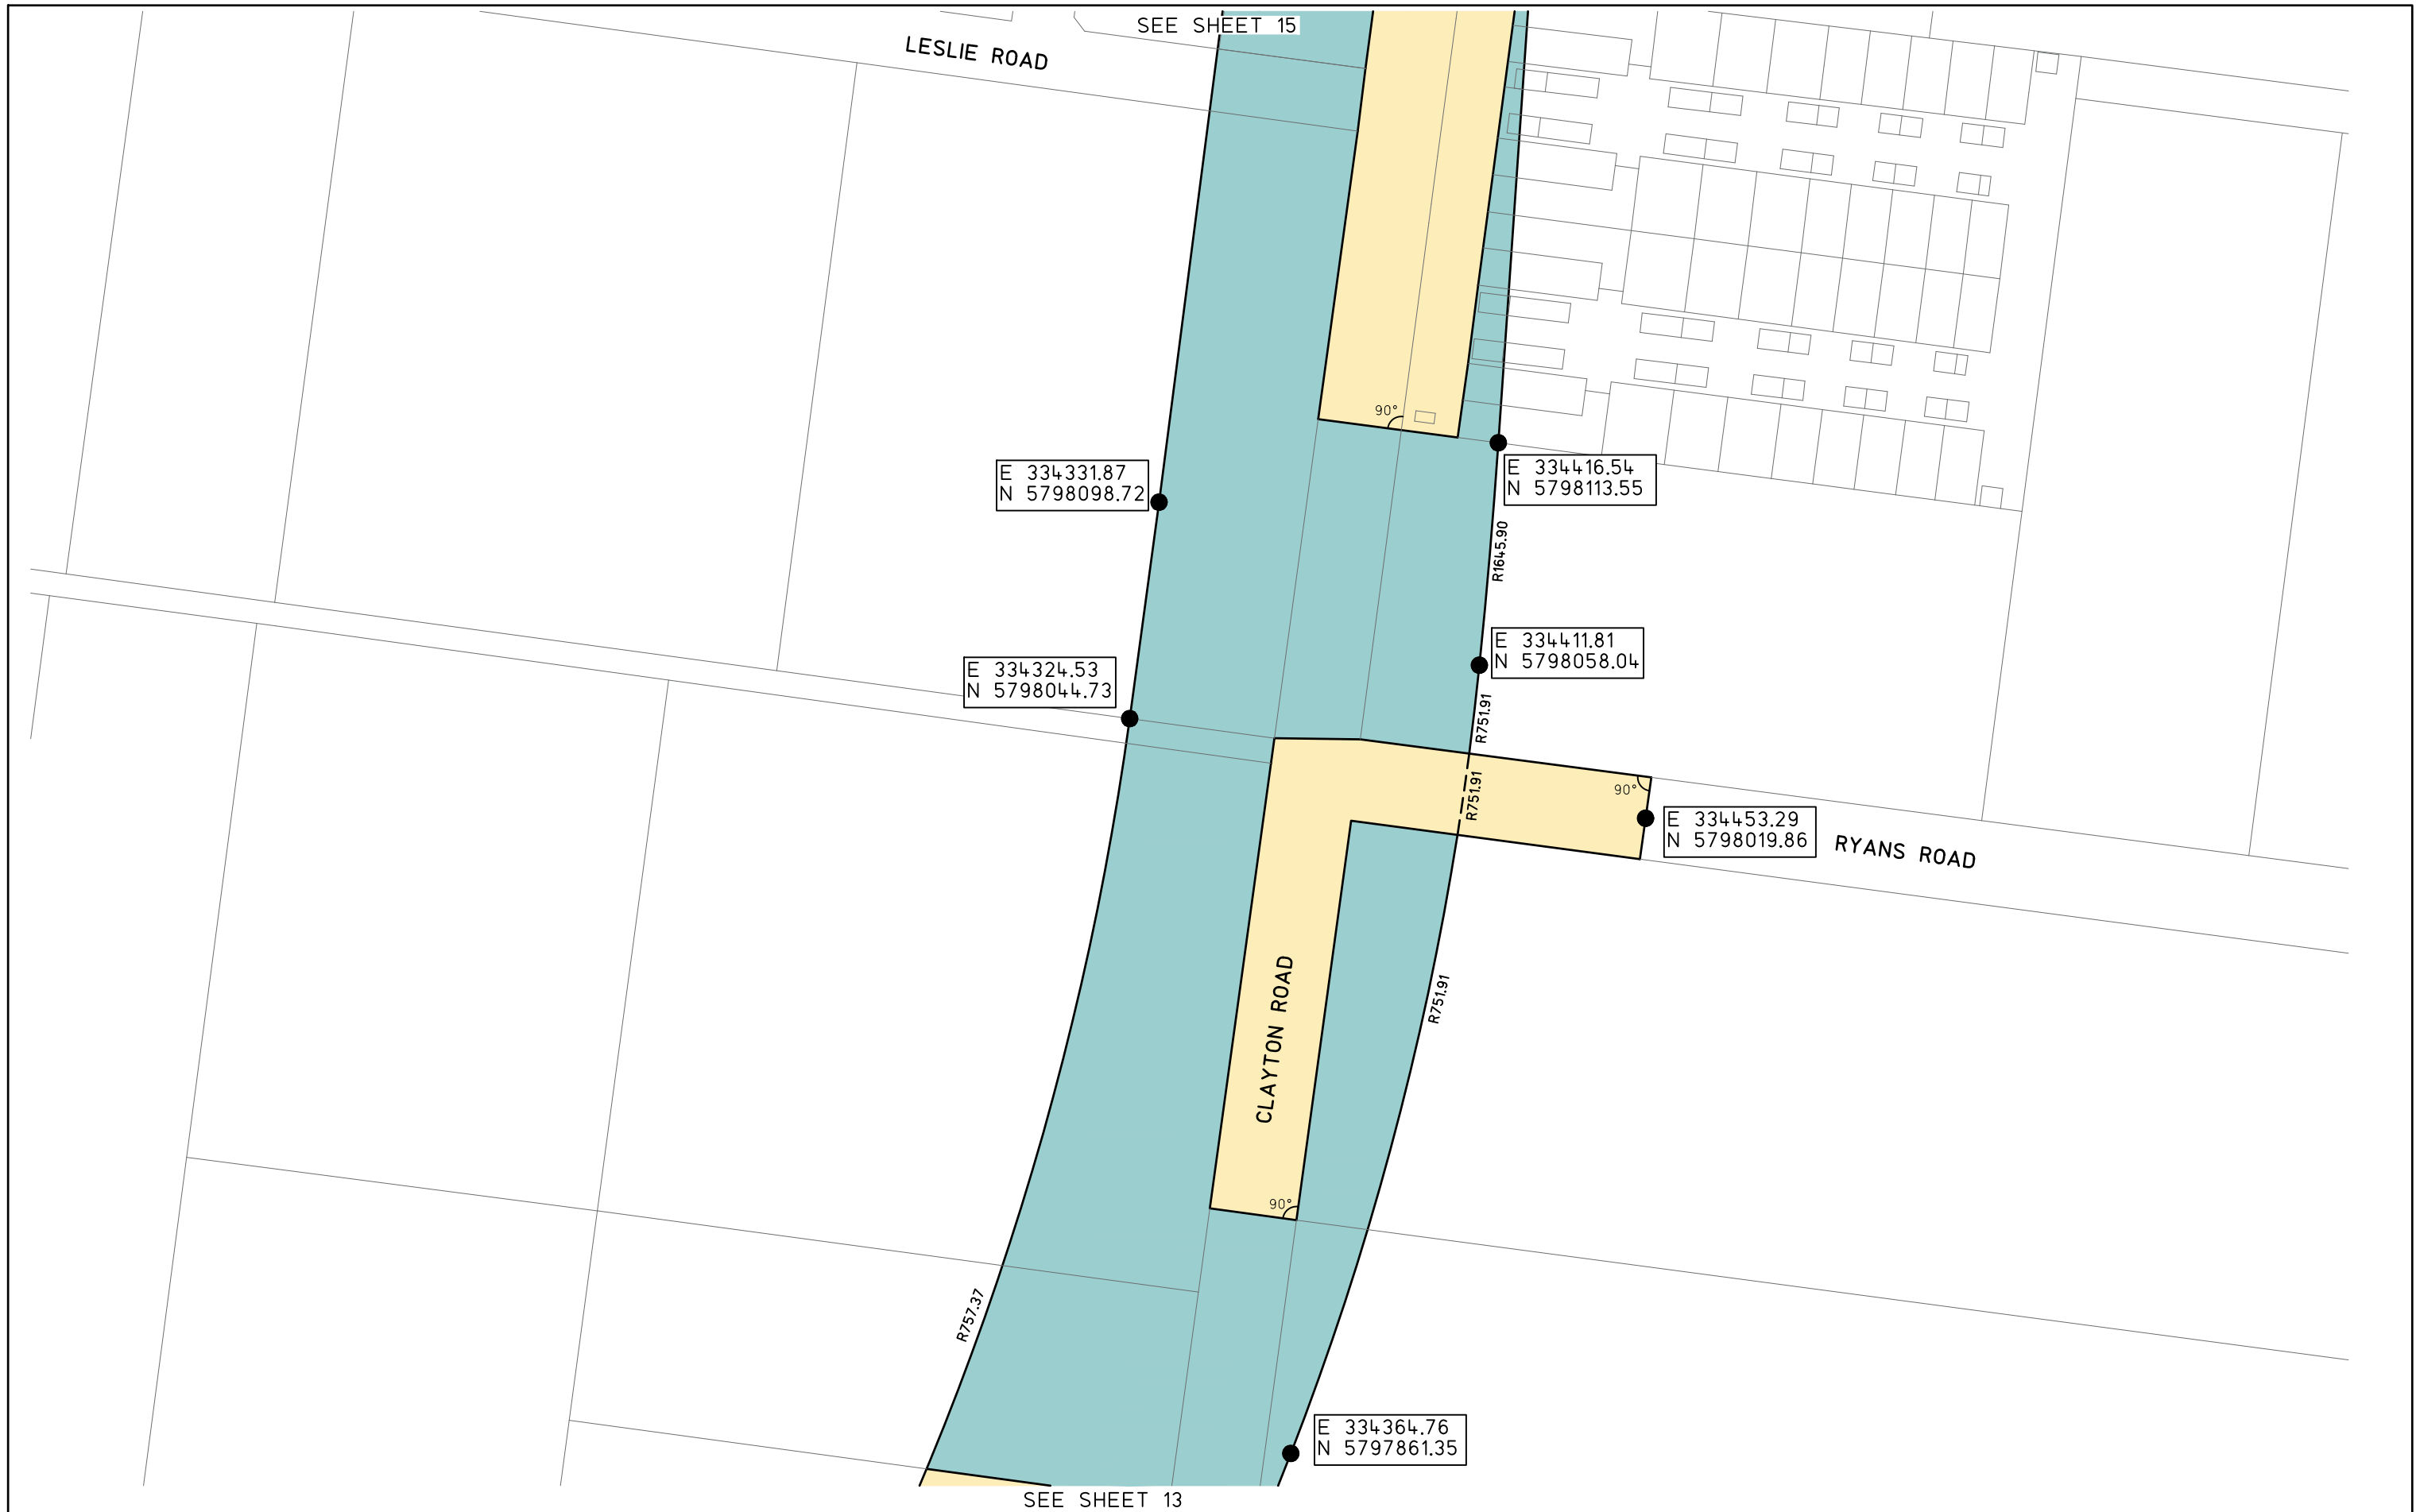 SEE SHEET 15
LESLIE ROAD
90°
E 334331.87
N 5798098.72
E 334416.54
N 5798113.55
R1645.90
E 334411.81
N 5798058.04
E 334324.53
N 5798044.73
R751.91
R751.91
90°
E 334453.29
N 5798019.86
RYANS ROAD
R751.91
CLAYTON ROAD
90°
R757.37
E 334364.76
N 5797861.35
SEE SHEET 13